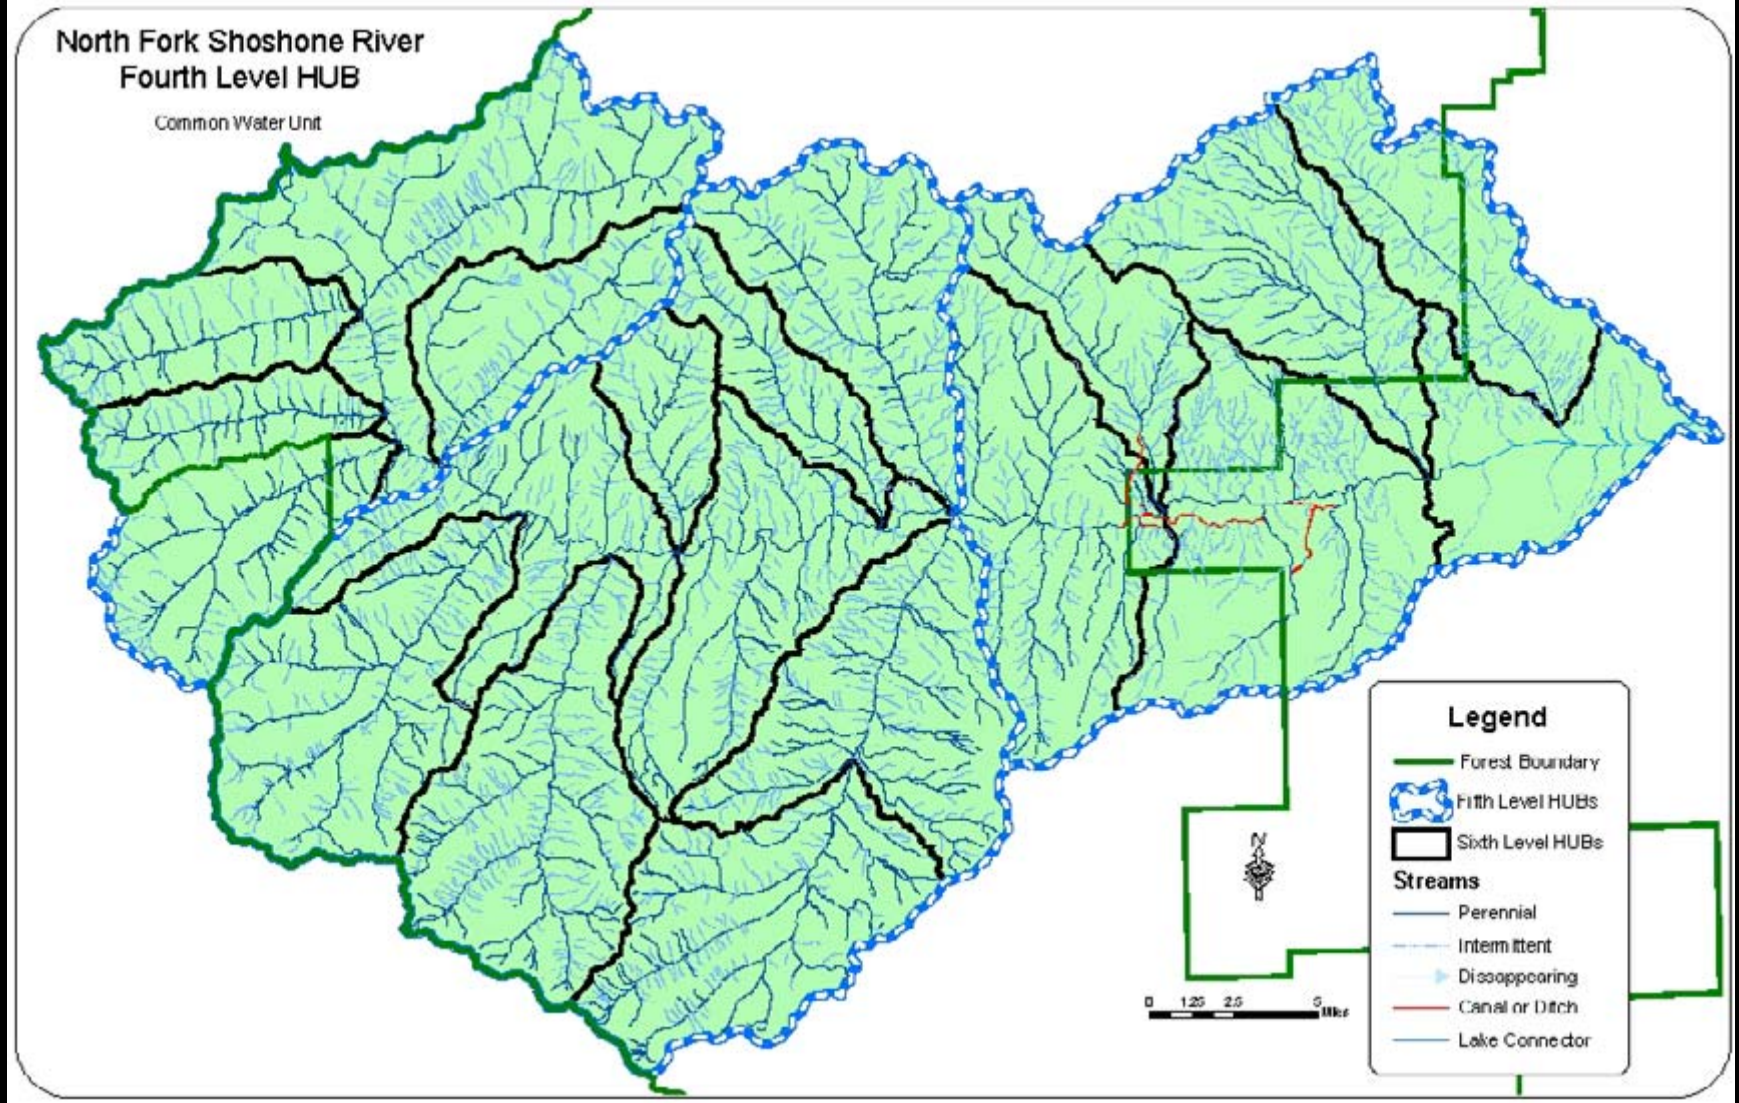 North Fork Shoshone River
Fourth Level HUB
Common Water Unit
Legend
Forest Boundary
Fifth Level HUBs
Sixth Level HUBs
Streams
Perennial
Intermittent
Dissappearing
Canal or Ditch
Lake Connector
N
0 1.25 2.5 5
Miles